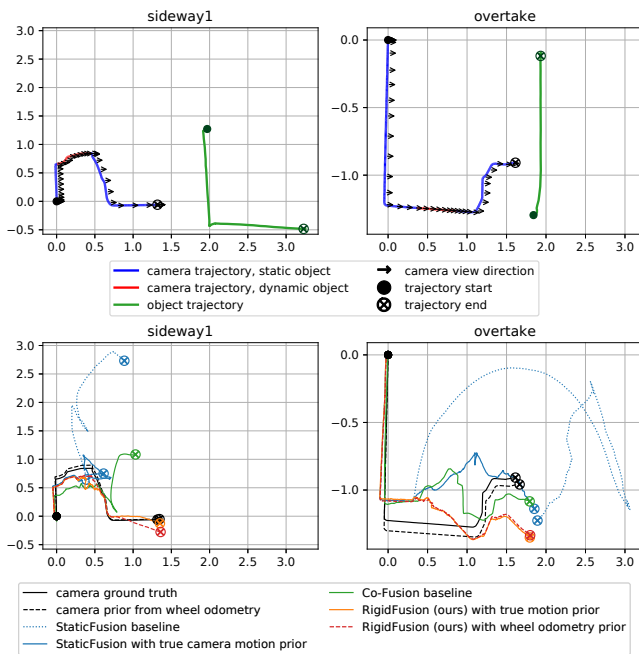 sideway1
overtake
3.0
2.5
2.0
1.5
1.0
0.5
0.0
−0.5
0.0 0.5 1.0 1.5 2.0 2.5 3.0
0.0
−0.5
−1.0
0.0 0.5 1.0 1.5 2.0 2.5 3.0
camera trajectory, static object
camera trajectory, dynamic object
object trajectory
camera view direction
trajectory start
trajectory end
sideway1
overtake
3.0
2.5
2.0
1.5
1.0
0.5
0.0
−0.5
0.0 0.5 1.0 1.5 2.0 2.5 3.0
0.0
−0.5
−1.0
0.0 0.5 1.0 1.5 2.0 2.5 3.0
camera ground truth
camera prior from wheel odometry
StaticFusion baseline
StaticFusion with true camera motion prior
Co-Fusion baseline
RigidFusion (ours) with true motion prior
RigidFusion (ours) with wheel odometry prior